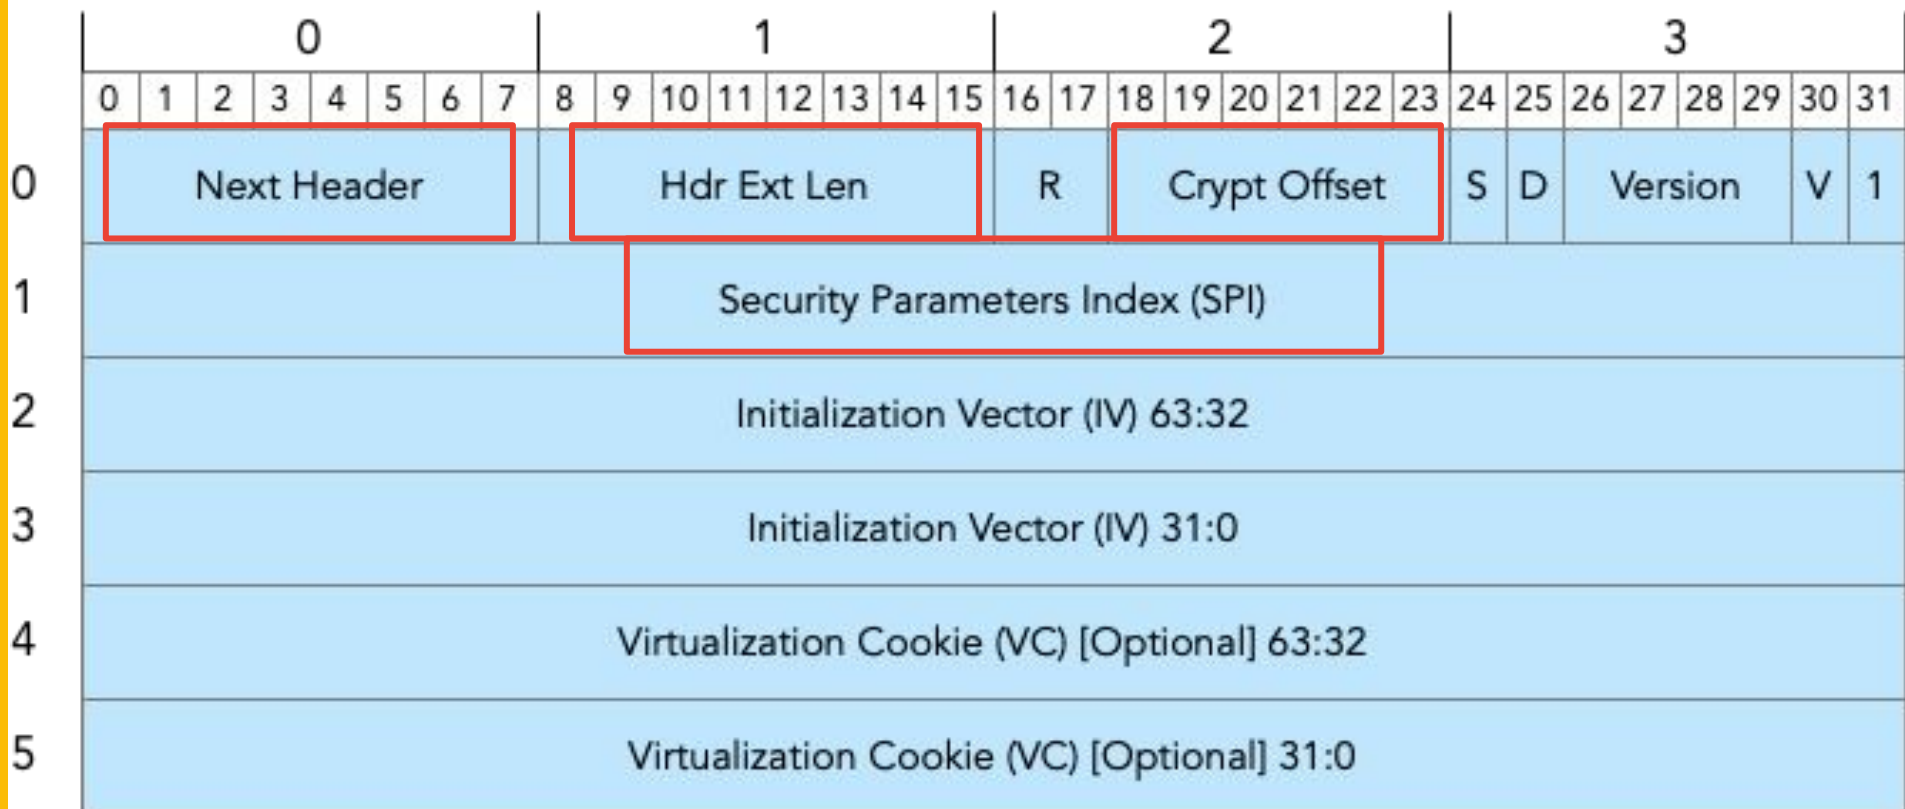 0 1 2 3
0 1 2 3 4 5 6 7 8 9 10 11 12 13 14 15 16 17 18 19 20 21 22 23 24 25 26 27 28 29 30 31
0 Next Header Hdr Ext Len R Crypt Offset S D Version V 1
1 Security Parameters Index (SPI)
2 Initialization Vector (IV) 63:32
3 Initialization Vector (IV) 31:0
4 Virtualization Cookie (VC) [Optional] 63:32
5 Virtualization Cookie (VC) [Optional] 31:0